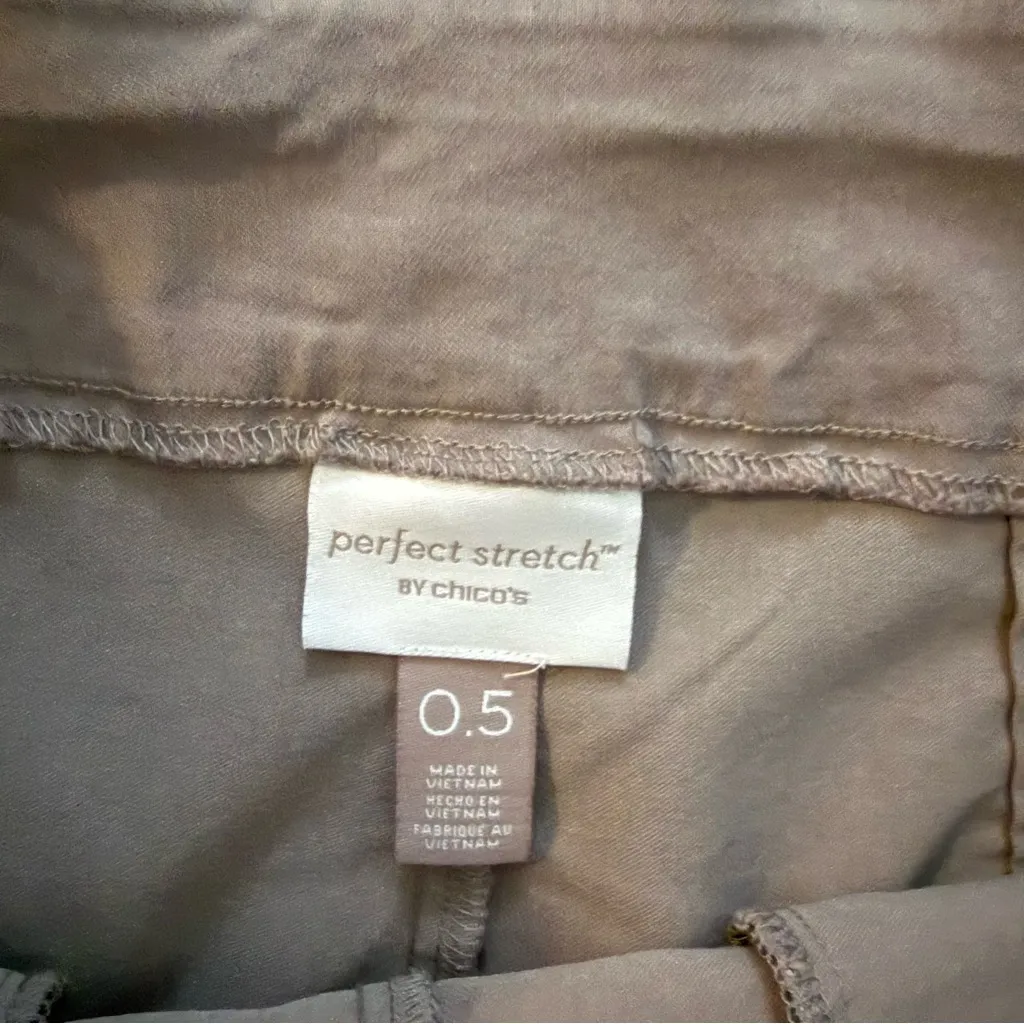 perfect stretch™
BY chico's
0.5
MADE IN
VIETNAM
HECHO EN
VIETNAM
FABRIQUÉ AU
VIETNAM